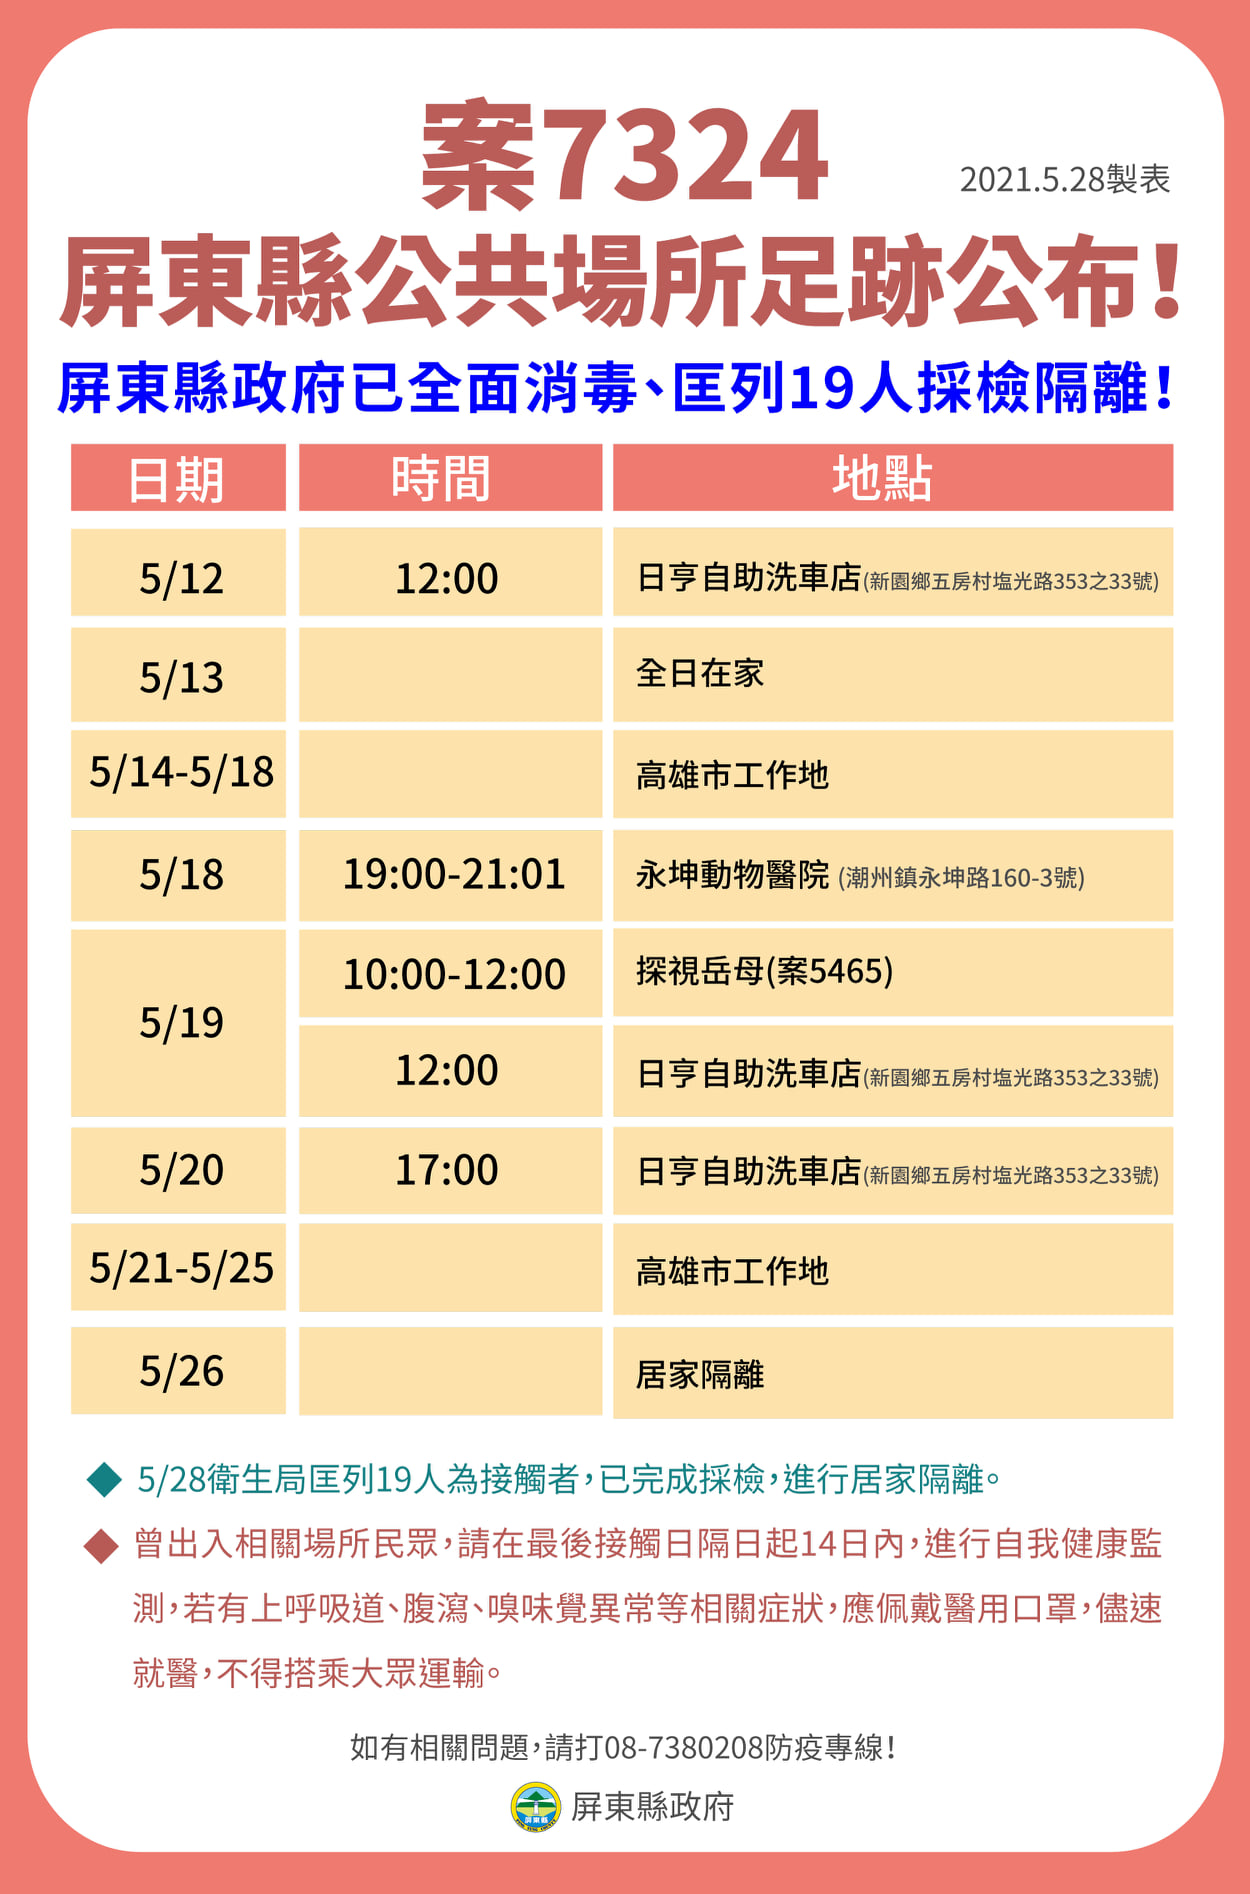 案7324
2021.5.28製表
屏東縣公共場所足跡公布！
屏東縣政府已全面消毒、匡列19人採檢隔離！
日期 時間 地點
5/12 12:00 日亨自助洗車店(新園鄉五房村塩光路353之33號)
5/13 全日在家
5/14-5/18 高雄市工作地
5/18 19:00-21:01 永坤動物醫院 (潮州鎮永坤路160-3號)
5/19 10:00-12:00 探視岳母(案5465)
12:00 日亨自助洗車店(新園鄉五房村塩光路353之33號)
5/20 17:00 日亨自助洗車店(新園鄉五房村塩光路353之33號)
5/21-5/25 高雄市工作地
5/26 居家隔離
◆ 5/28衛生局匡列19人為接觸者，已完成採檢，進行居家隔離。
◆ 曾出入相關場所民眾，請在最後接觸日隔日起14日內，進行自我健康監
測，若有上呼吸道、腹瀉、嗅味覺異常等相關症狀，應佩戴醫用口罩，儘速
就醫，不得搭乘大眾運輸。
如有相關問題，請打08-7380208防疫專線！
屏東縣
屏東縣政府